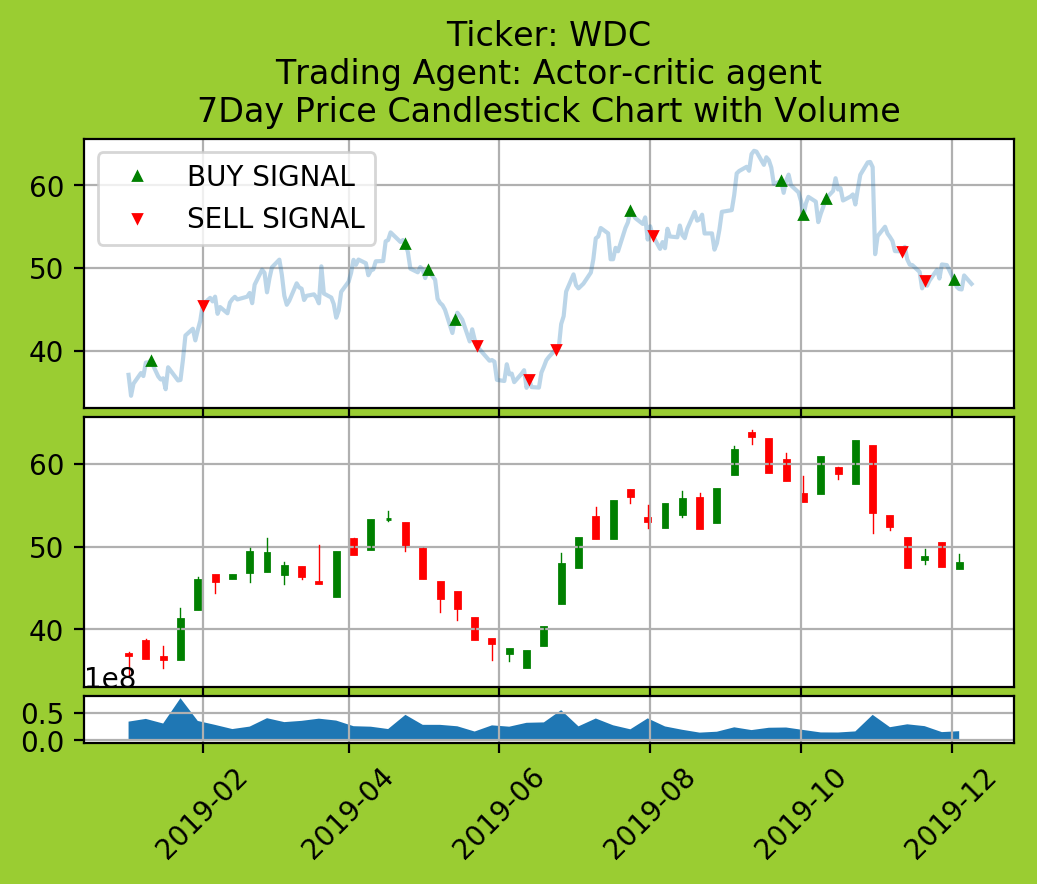 Ticker: WDC
Trading Agent: Actor-critic agent
7Day Price Candlestick Chart with Volume
BUY SIGNAL
SELL SIGNAL
60
50
40
60
50
40
1e8
0.5
0.0
2019-02
2019-04
2019-06
2019-08
2019-10
2019-12